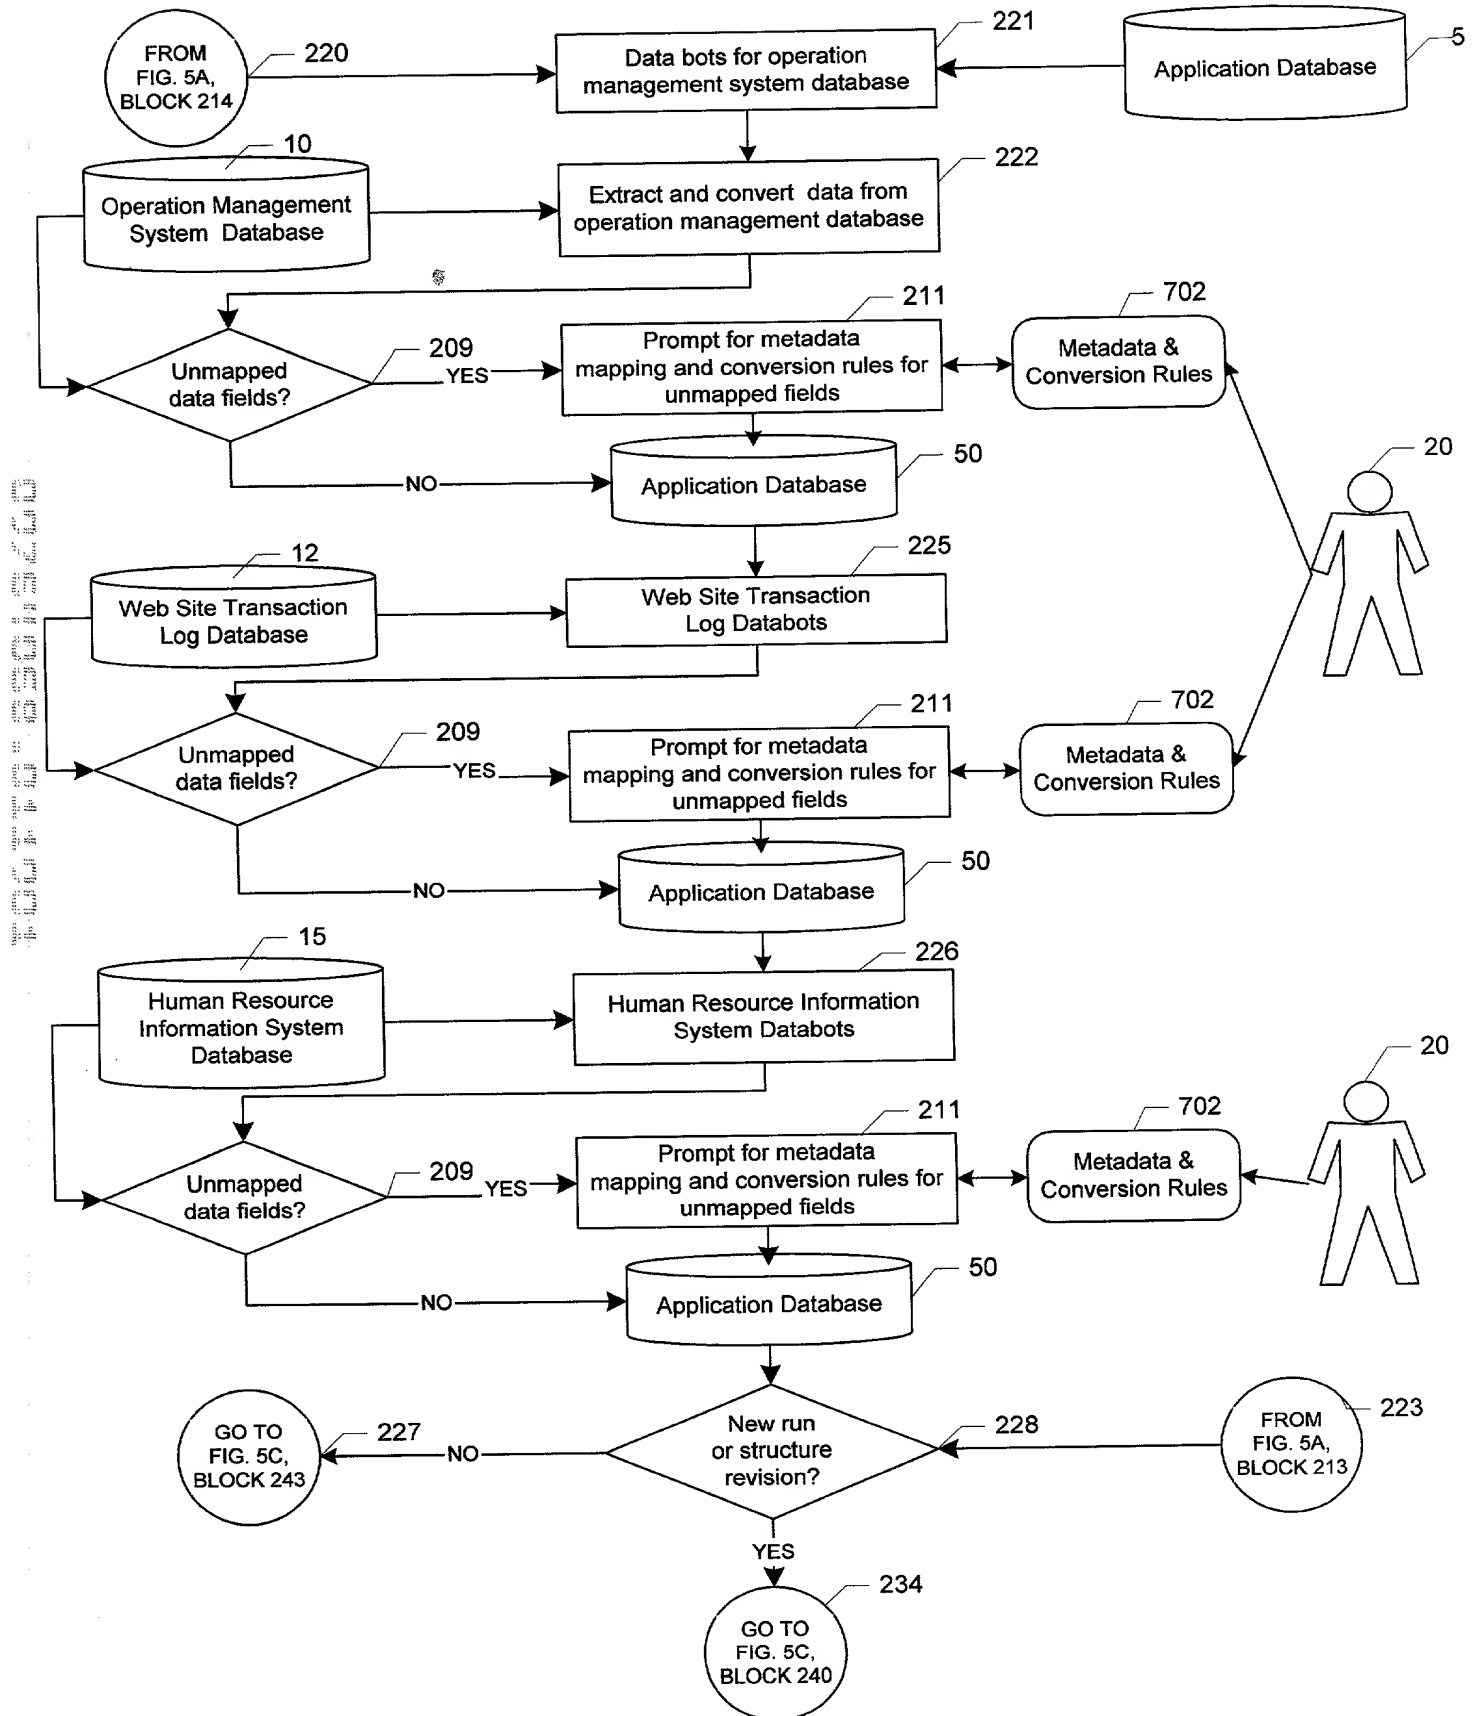 FROM
FIG. 5A,
BLOCK 214
220
221
Data bots for operation
management system database
Application Database
5
10
Operation Management
System Database
222
Extract and convert data from
operation management database
Unmapped
data fields?
209
YES
211
Prompt for metadata
mapping and conversion rules for
unmapped fields
702
Metadata &
Conversion Rules
20
NO
Application Database
50
12
Web Site Transaction
Log Database
225
Web Site Transaction
Log Databots
Unmapped
data fields?
209
YES
211
Prompt for metadata
mapping and conversion rules for
unmapped fields
702
Metadata &
Conversion Rules
NO
Application Database
50
15
Human Resource
Information System
Database
226
Human Resource Information
System Databots
Unmapped
data fields?
209
YES
211
Prompt for metadata
mapping and conversion rules for
unmapped fields
702
Metadata &
Conversion Rules
20
NO
Application Database
50
GO TO
FIG. 5C,
BLOCK 243
227
NO
New run
or structure
revision?
228
FROM
FIG. 5A,
BLOCK 213
223
YES
234
GO TO
FIG. 5C,
BLOCK 240